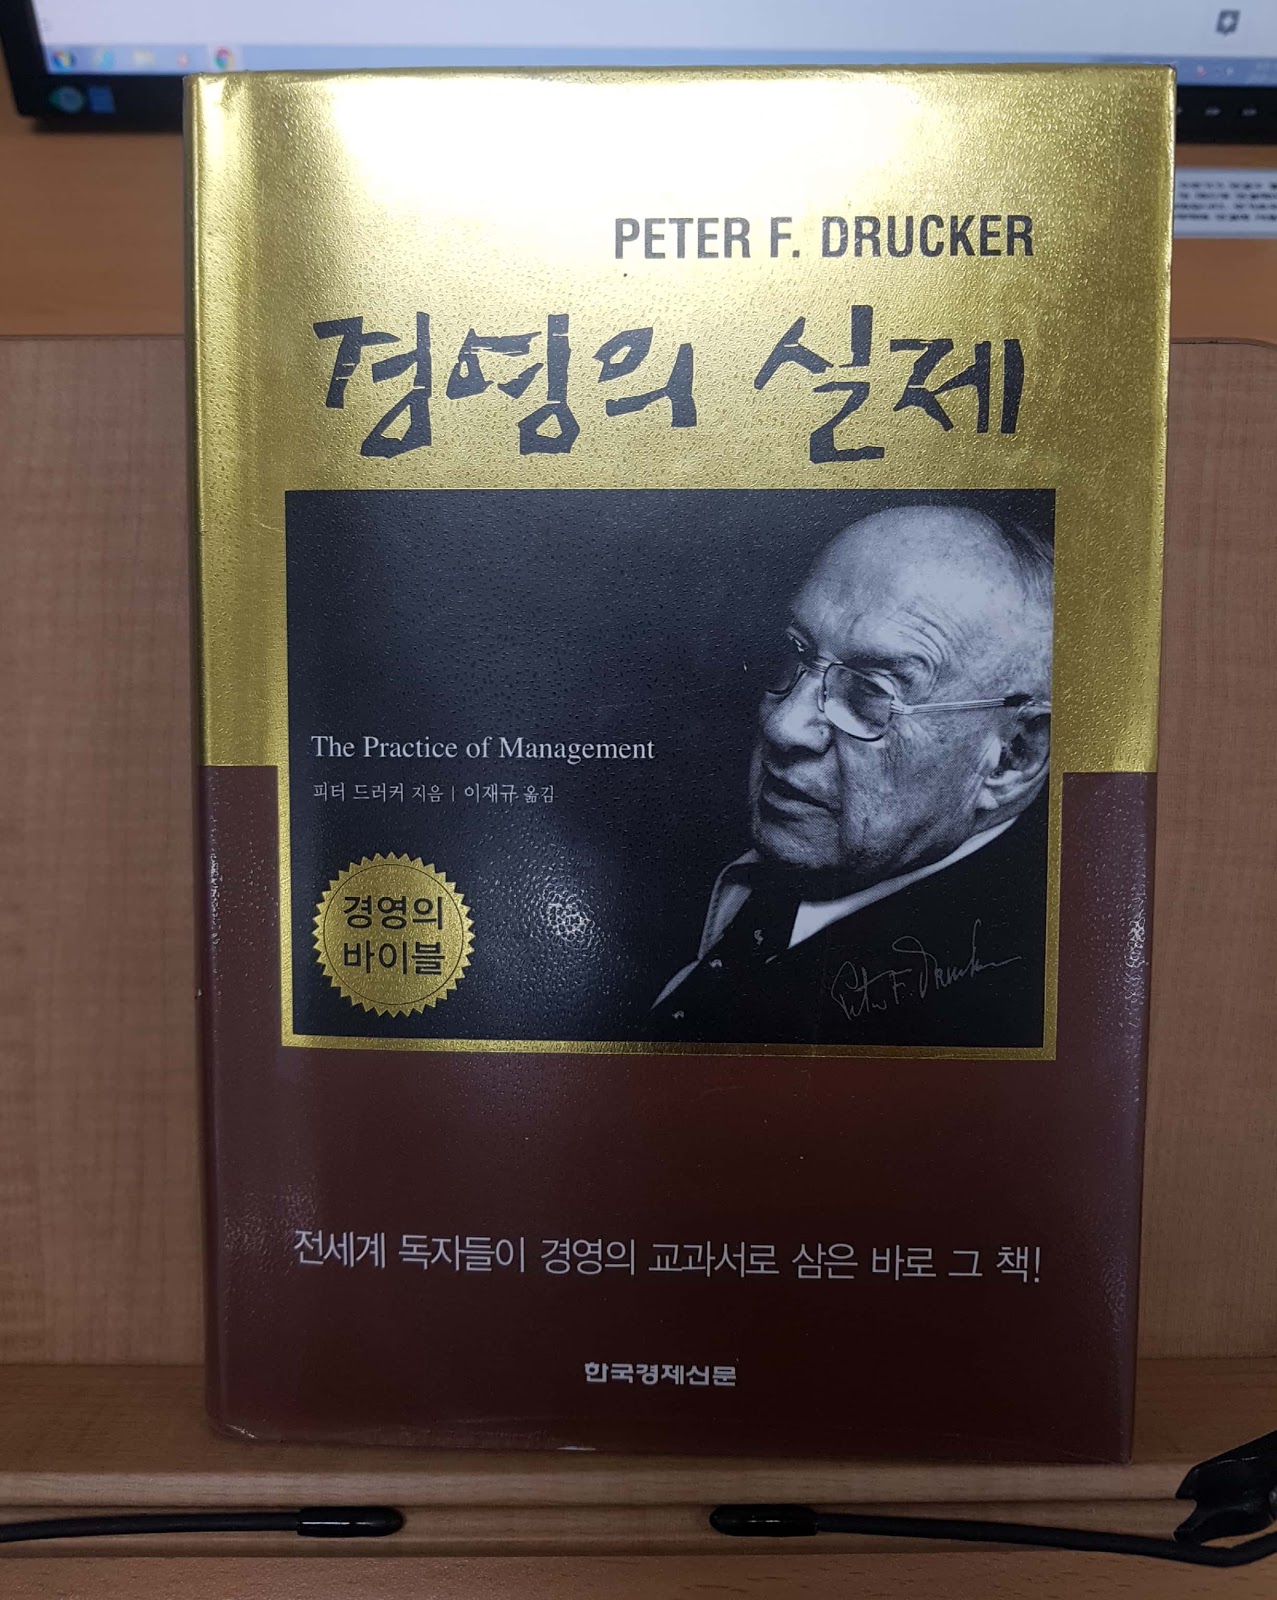 PETER F. DRUCKER
경영의 실제
The Practice of Management
피터 드러커 지음 | 이재규 옮김
경영의
바이블
Peter F. Drucker
전세계 독자들이 경영의 교과서로 삼은 바로 그 책!
한국경제신문